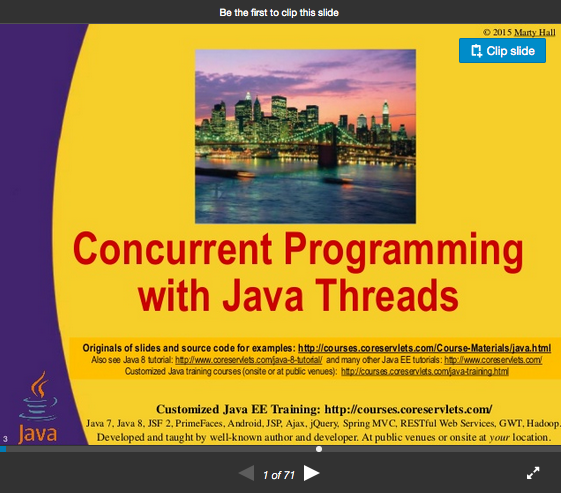 Be the first to clip this slide
© 2015 Marty Hall
Clip slide
Concurrent Programming
with Java Threads
Originals of slides and source code for examples: http://courses.coreservlets.com/Course-Materials/java.html
Also see Java 8 tutorial: http://www.coreservlets.com/java-8-tutorial/ and many other Java EE tutorials: http://www.coreservlets.com/
Customized Java training courses (onsite or at public venues): http://courses.coreservlets.com/java-training.html
Customized Java EE Training: http://courses.coreservlets.com/
Java 7, Java 8, JSF 2, PrimeFaces, Android, JSP, Ajax, jQuery, Spring MVC, RESTful Web Services, GWT, Hadoop.
Developed and taught by well-known author and developer. At public venues or onsite at your location.
3
Java
1 of 71